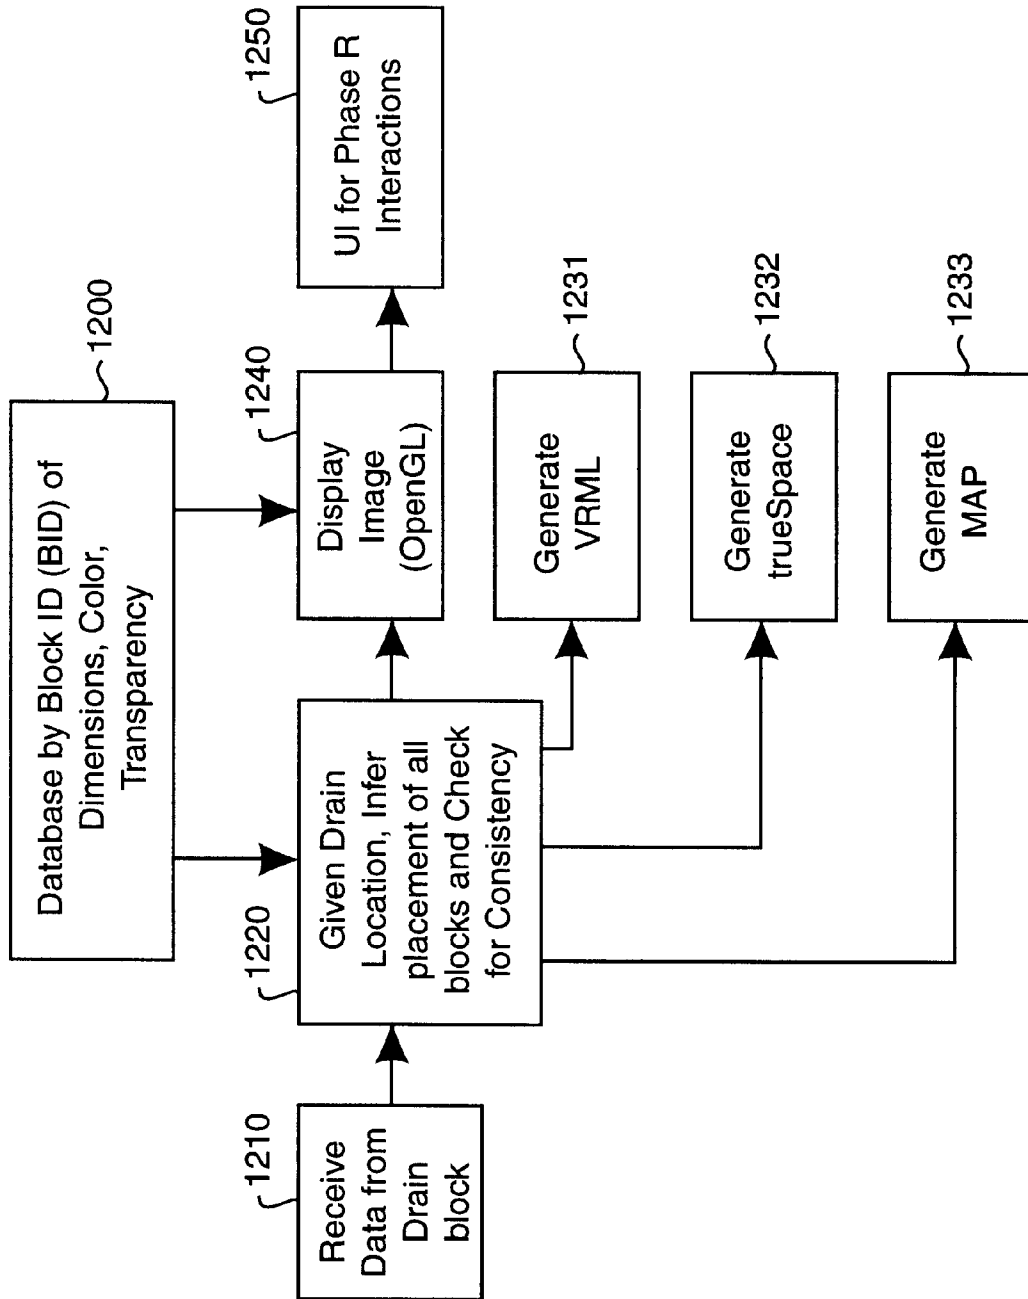 Database by Block ID (BID) of
Dimensions, Color,
Transparency
1200
1210
Receive
Data from
Drain
block
1220
Given Drain
Location, Infer
placement of all
blocks and Check
for Consistency
1240
Display
Image
(OpenGL)
1250
UI for Phase R
Interactions
Generate
VRML
1231
Generate
trueSpace
1232
Generate
MAP
1233